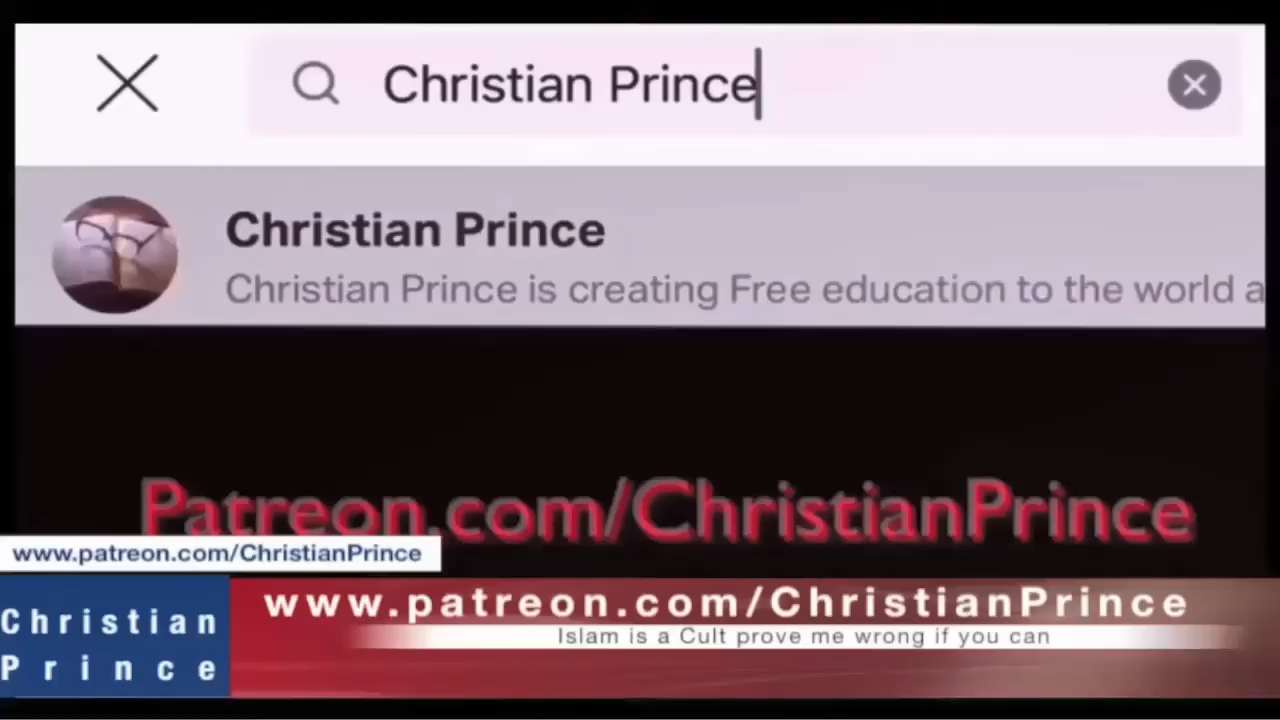 Christian Prince
Christian Prince
Christian Prince is creating Free education to the world a
Patreon.com/ChristianPrince
www.patreon.com/ChristianPrince
Christian
Prince
www.patreon.com/ChristianPrince
Islam is a Cult prove me wrong if you can